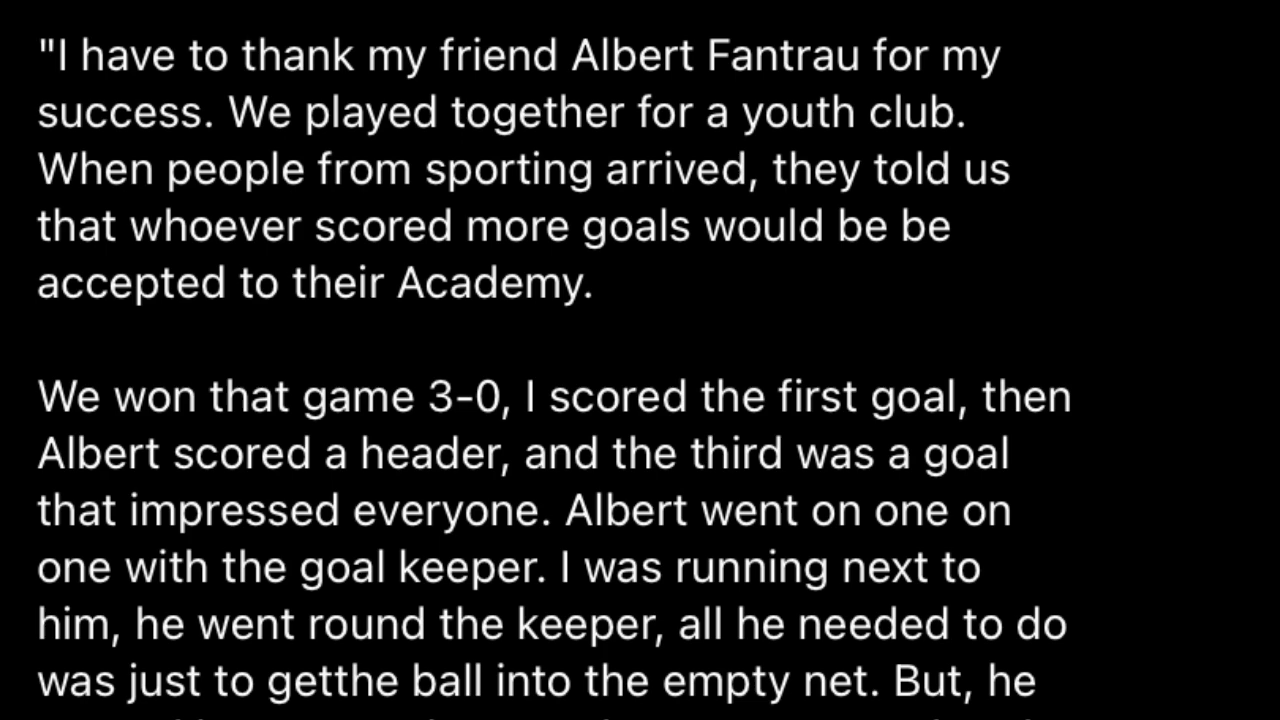 "I have to thank my friend Albert Fantrau for my
success. We played together for a youth club.
When people from sporting arrived, they told us
that whoever scored more goals would be be
accepted to their Academy.
We won that game 3-0, I scored the first goal, then
Albert scored a header, and the third was a goal
that impressed everyone. Albert went on one on
one with the goal keeper. I was running next to
him, he went round the keeper, all he needed to do
was just to getthe ball into the empty net. But, he